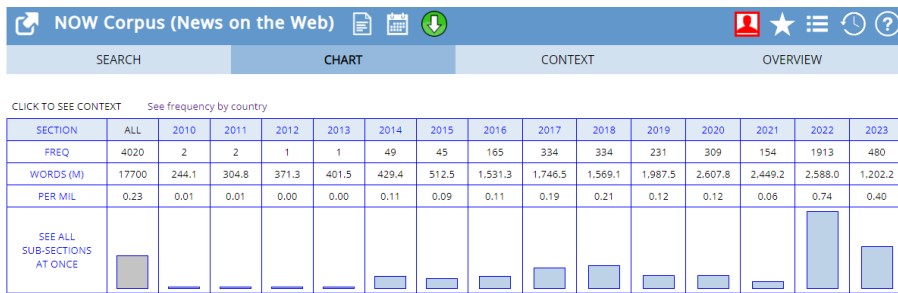 NOW Corpus (News on the Web)
SEARCH CHART CONTEXT OVERVIEW
CLICK TO SEE CONTEXT See frequency by country
SECTION ALL 2010 2011 2012 2013 2014 2015 2016 2017 2018 2019 2020 2021 2022 2023
FREQ 4020 2 2 1 1 49 45 165 334 334 231 309 154 1913 480
WORDS (M) 17700 244.1 304.8 371.3 401.5 429.4 512.5 1,531.3 1,746.5 1,569.1 1,987.5 2,607.8 2,449.2 2,588.0 1,202.2
PER MIL 0.23 0.01 0.01 0.00 0.00 0.11 0.09 0.11 0.19 0.21 0.12 0.12 0.06 0.74 0.40
SEE ALL
SUB-SECTIONS
AT ONCE